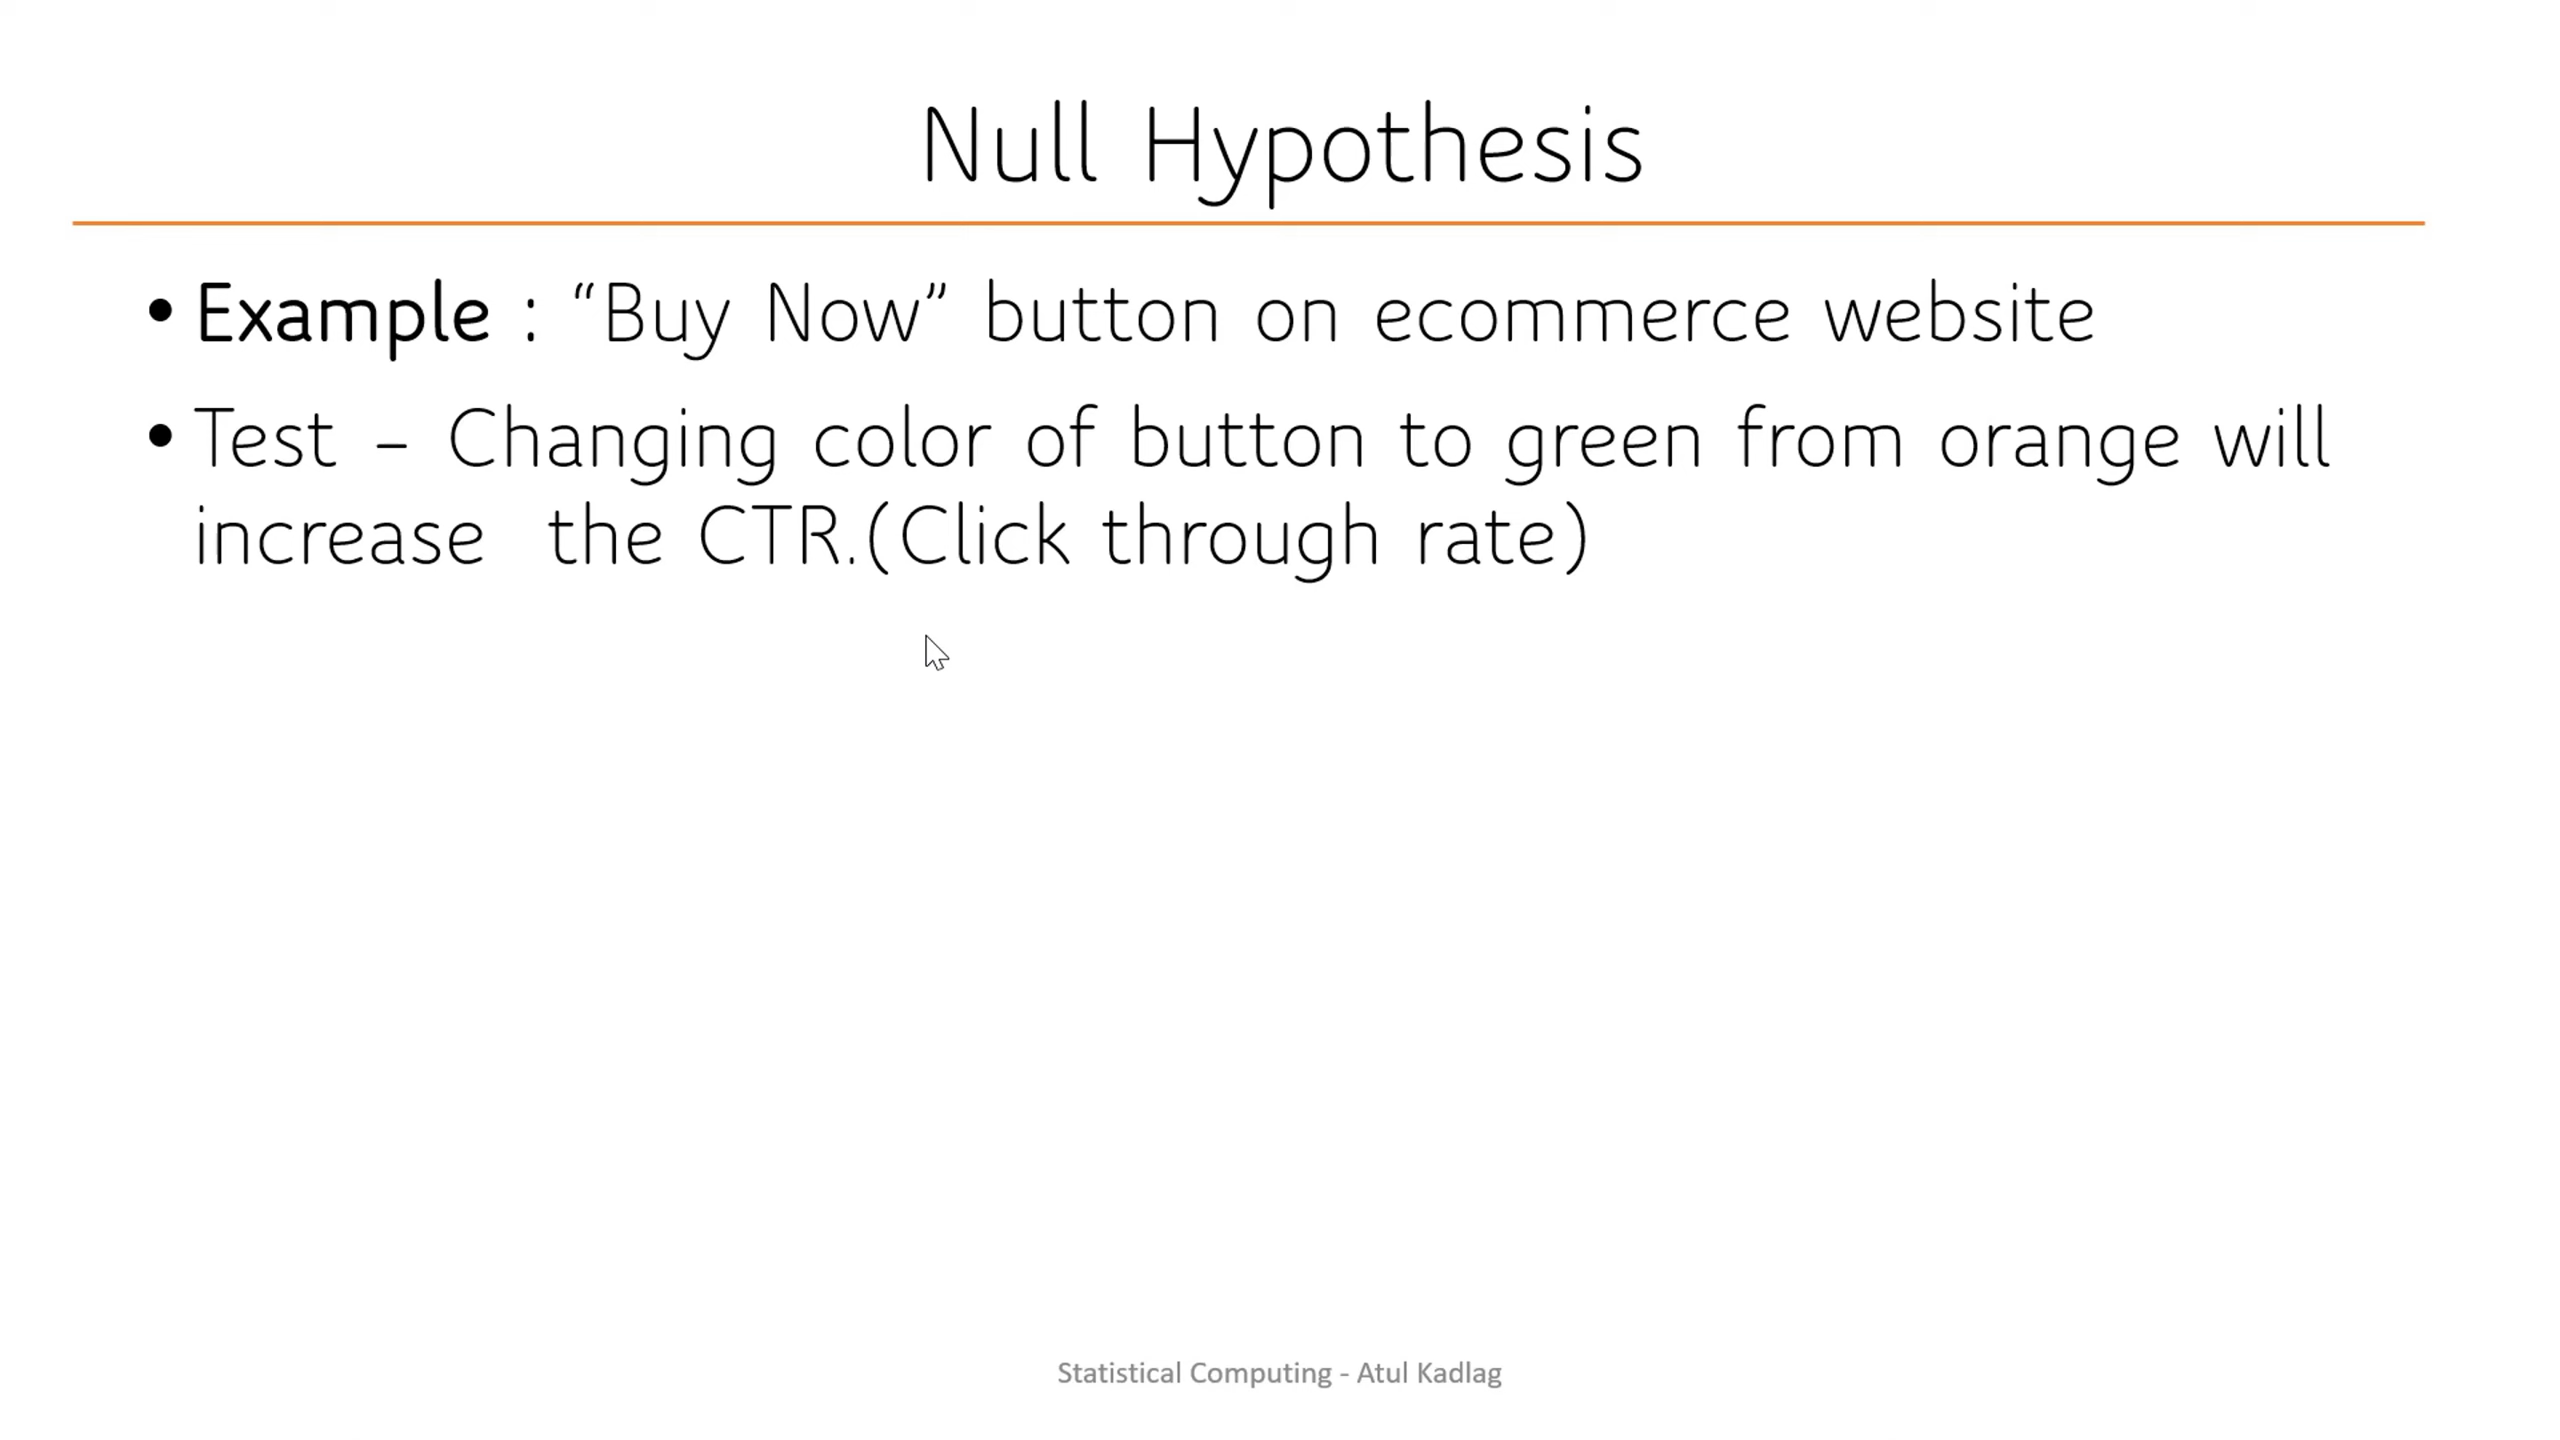 Null Hypothesis
• Example : “Buy Now” button on ecommerce website
• Test – Changing color of button to green from orange will
increase the CTR.(Click through rate)
Statistical Computing - Atul Kadlag